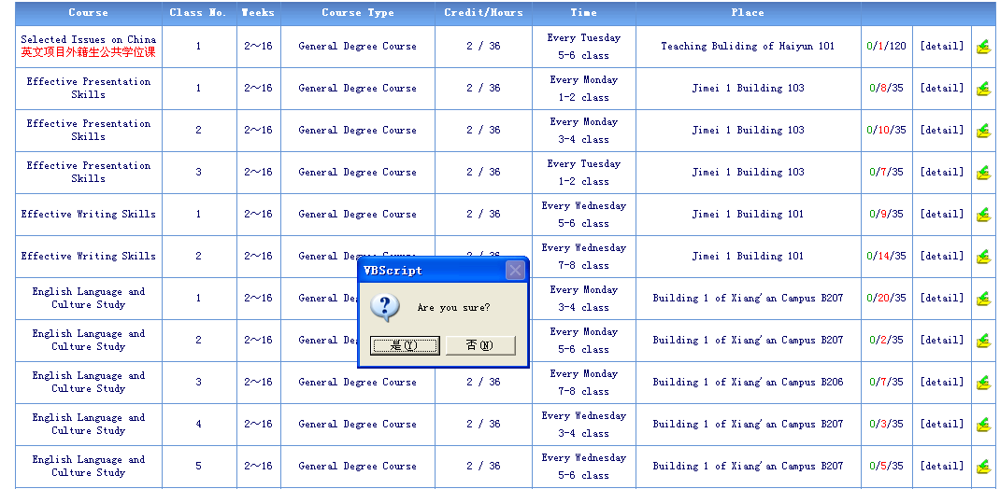 Course Class No. Weeks Course Type Credit/Hours Time Place
Selected Issues on China
英文项目外籍生公共学位课
1 2～16 General Degree Course 2 / 36
Every Tuesday
5-6 class
Teaching Buliding of Haiyun 101 0/1/120 [detail]
Effective Presentation
Skills
1 2～16 General Degree Course 2 / 36
Every Monday
1-2 class
Jimei 1 Building 103 0/8/35 [detail]
Effective Presentation
Skills
2 2～16 General Degree Course 2 / 36
Every Monday
3-4 class
Jimei 1 Building 103 0/10/35 [detail]
Effective Presentation
Skills
3 2～16 General Degree Course 2 / 36
Every Tuesday
1-2 class
Jimei 1 Building 103 0/7/35 [detail]
Effective Writing Skills 1 2～16 General Degree Course 2 / 36
Every Wednesday
5-6 class
Jimei 1 Building 101 0/9/35 [detail]
Effective Writing Skills 2 2～16 General Degree Course 2 / 36
Every Wednesday
7-8 class
Jimei 1 Building 101 0/14/35 [detail]
VBScript
Are you sure?
是(Y) 否(N)
English Language and
Culture Study
1 2～16 General
Every Monday
3-4 class
Building 1 of Xiang'an Campus B207 0/20/35 [detail]
English Language and
Culture Study
2 2～16 General
Every Monday
5-6 class
Building 1 of Xiang'an Campus B207 0/2/35 [detail]
English Language and
Culture Study
3 2～16 General Degree Course 2 / 36
Every Monday
7-8 class
Building 1 of Xiang'an Campus B206 0/7/35 [detail]
English Language and
Culture Study
4 2～16 General Degree Course 2 / 36
Every Wednesday
3-4 class
Building 1 of Xiang'an Campus B207 0/3/35 [detail]
English Language and
Culture Study
5 2～16 General Degree Course 2 / 36
Every Wednesday
5-6 class
Building 1 of Xiang'an Campus B207 0/5/35 [detail]